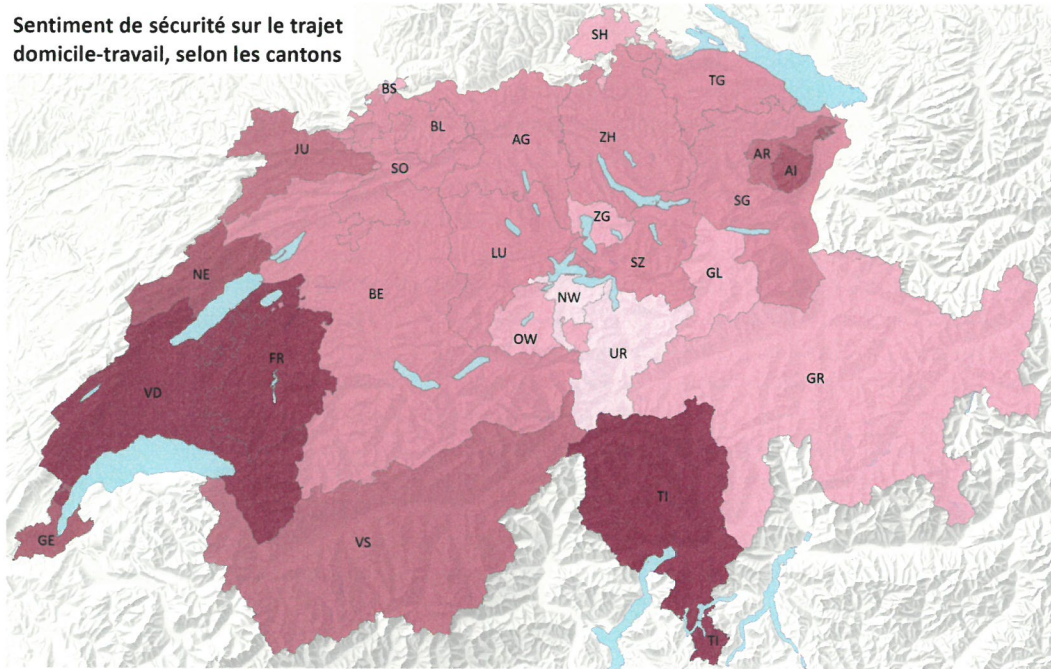 Sentiment de sécurité sur le trajet
domicile-travail, selon les cantons
SH
BS
TG
BL
AG
ZH
JU
AR
SO
AI
SG
ZG
LU
SZ
NE
GL
BE
NW
OW
UR
FR
GR
VD
TI
GE
VS
TI